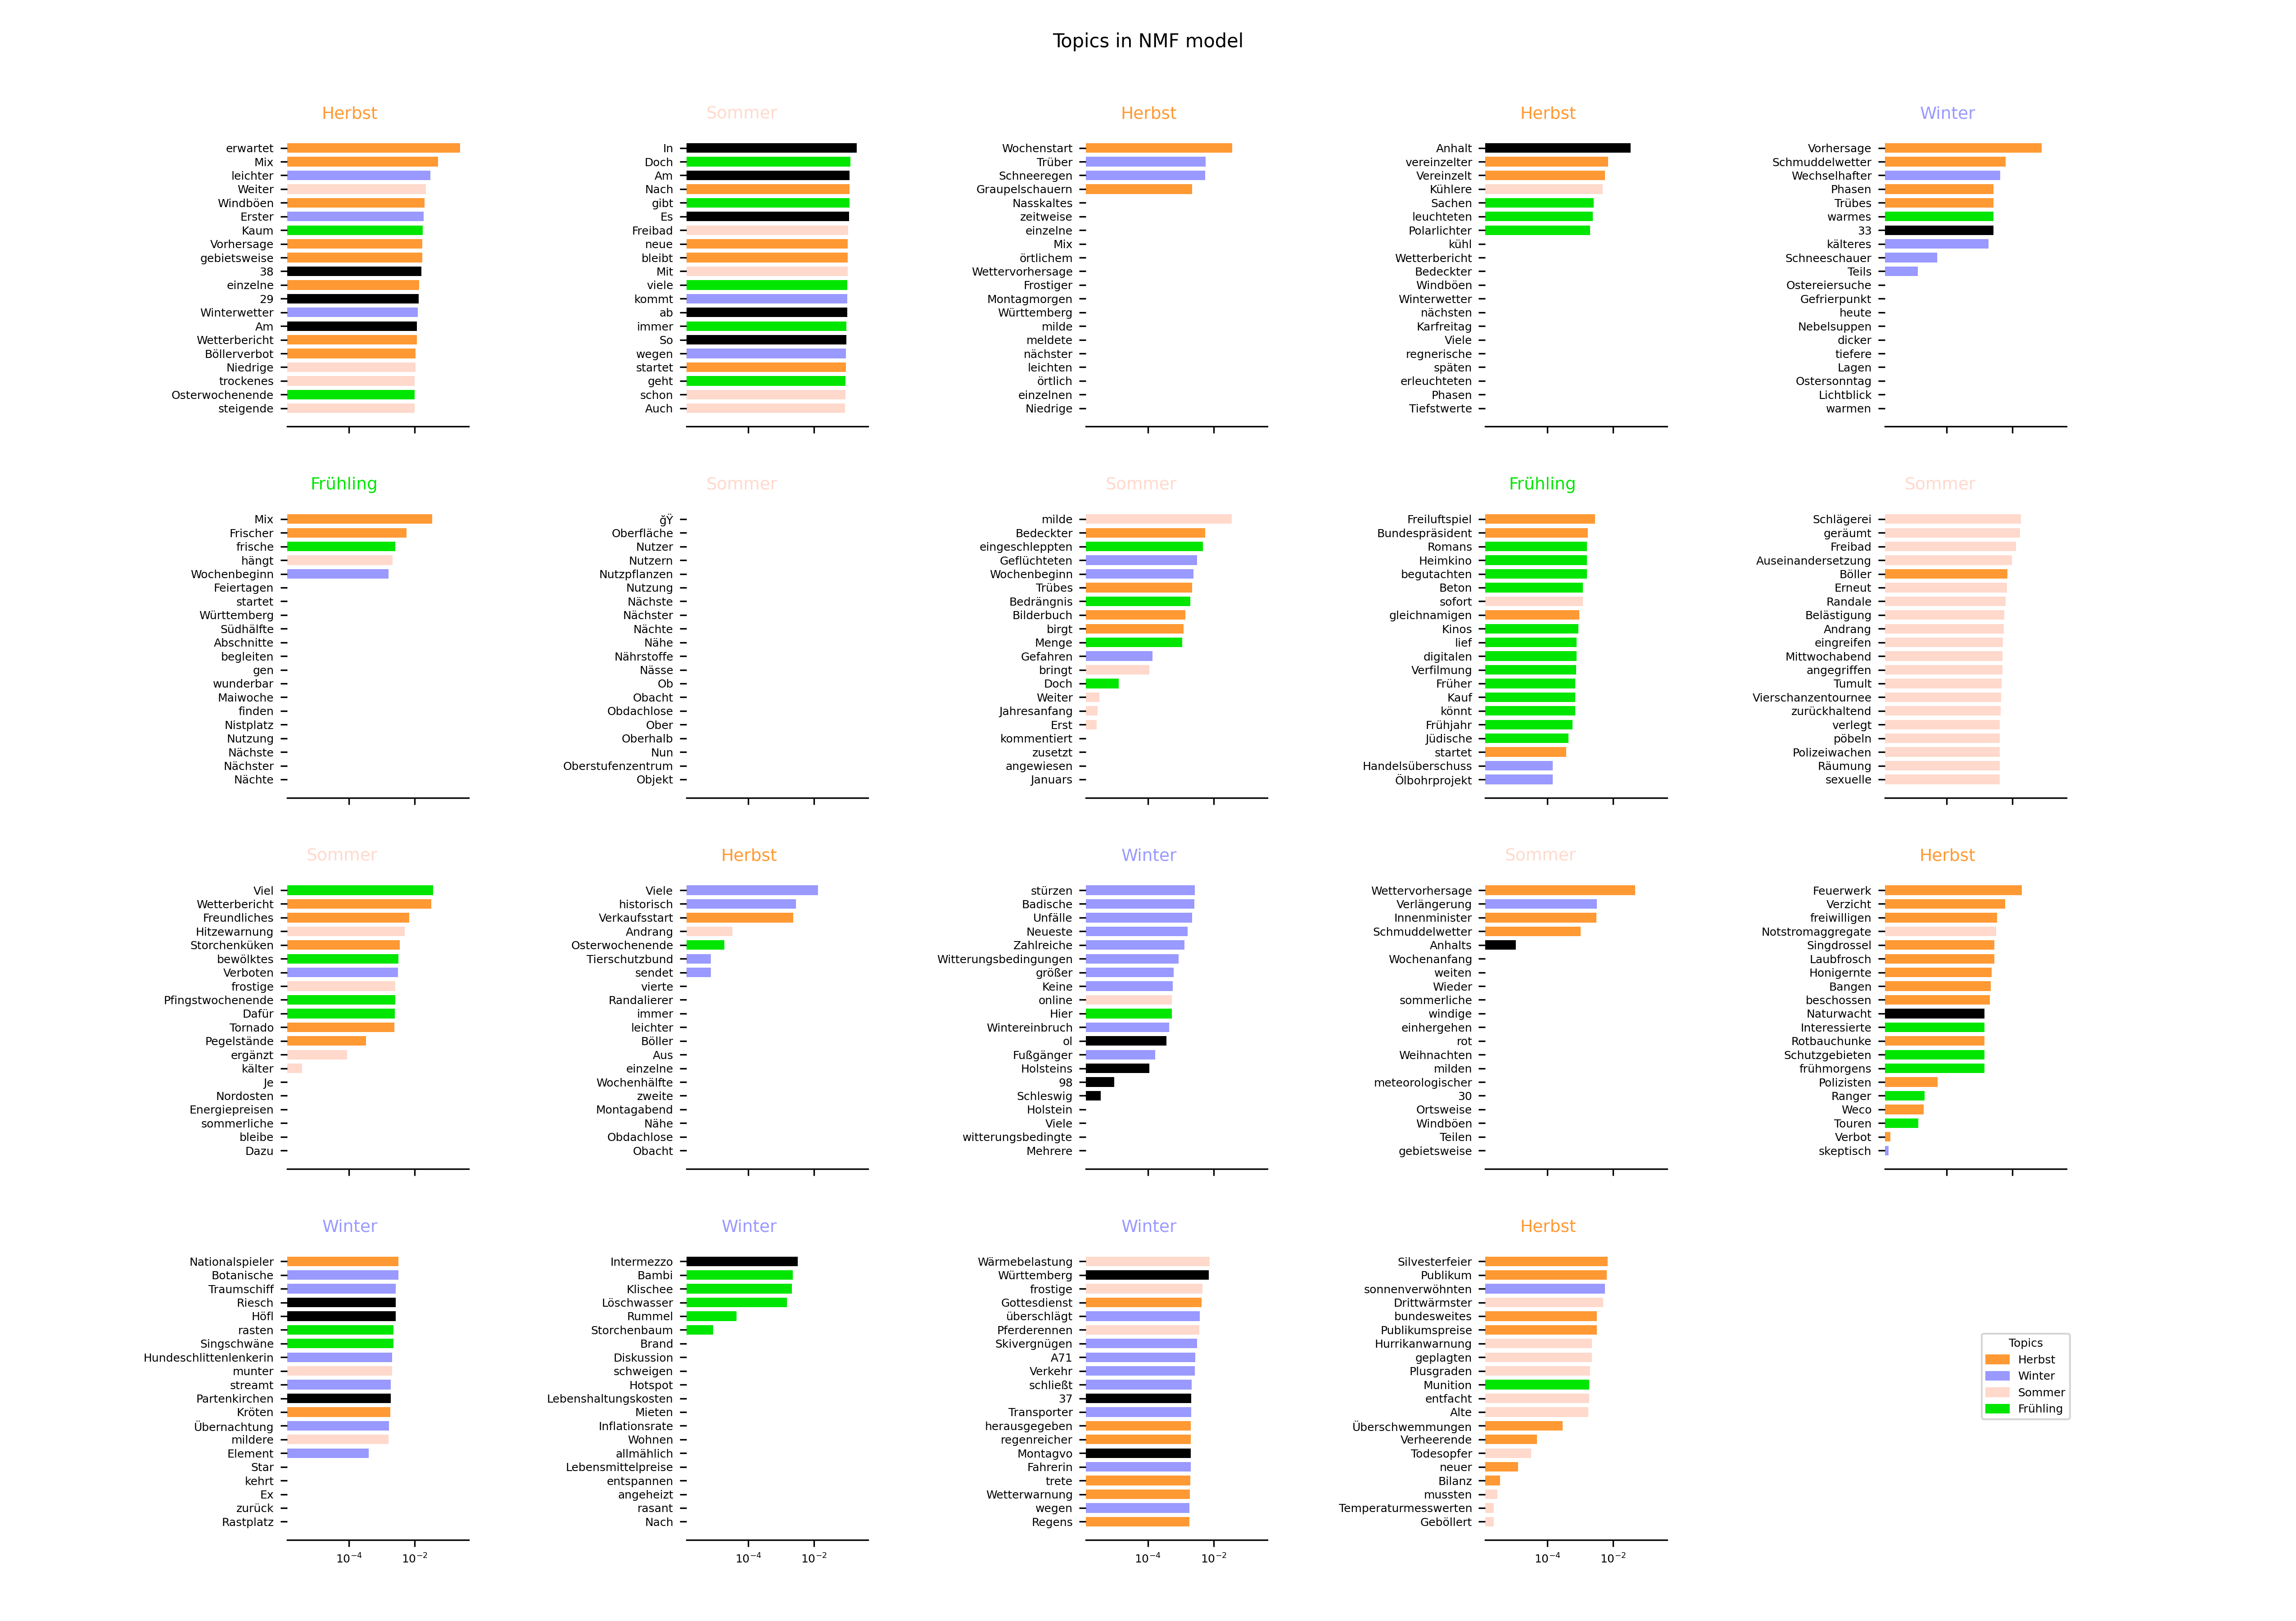 Topics in NMF model
Herbst
erwartet
Mix
leichter
Weiter
Windböen
Erster
Kaum
Vorhersage
gebietsweise
38
einzelne
29
Winterwetter
Am
Wetterbericht
Böllerverbot
Niedrige
trockenes
Osterwochenende
steigende
Sommer
In
Doch
Am
Nach
gibt
Es
Freibad
neue
bleibt
Mit
viele
kommt
ab
immer
So
wegen
startet
geht
schon
Auch
Herbst
Wochenstart
Trüber
Schneeregen
Graupelschauern
Nasskaltes
zeitweise
einzelne
Mix
örtlichem
Wettervorhersage
Frostiger
Montagmorgen
Württemberg
milde
meldete
nächster
leichten
örtlich
einzelnen
Niedrige
Herbst
Anhalt
vereinzelter
Vereinzelt
Kühlere
Sachen
leuchteten
Polarlichter
kühl
Wetterbericht
Bedeckter
Windböen
Winterwetter
nächsten
Karfreitag
Viele
regnerische
späten
erleuchteten
Phasen
Tiefstwerte
Winter
Vorhersage
Schmuddelwetter
Wechselhafter
Phasen
Trübes
warmes
33
kälteres
Schneeschauer
Teils
Ostereiersuche
Gefrierpunkt
heute
Nebelsuppen
dicker
tiefere
Lagen
Ostersonntag
Lichtblick
warmen
Frühling
Mix
Frischer
frische
hängt
Wochenbeginn
Feiertagen
startet
Württemberg
Südhälfte
Abschnitte
begleiten
gen
wunderbar
Maiwoche
finden
Nistplatz
Nutzung
Nächste
Nächster
Nächte
Sommer
ğŸ
Oberfläche
Nutzer
Nutzern
Nutzpflanzen
Nutzung
Nächste
Nächster
Nächte
Nähe
Nährstoffe
Nässe
Ob
Obacht
Obdachlose
Ober
Oberhalb
Nun
Oberstufenzentrum
Objekt
Sommer
milde
Bedeckter
eingeschleppten
Geflüchteten
Wochenbeginn
Trübes
Bedrängnis
Bilderbuch
birgt
Menge
Gefahren
bringt
Doch
Weiter
Jahresanfang
Erst
kommentiert
zusetzt
angewiesen
Januars
Frühling
Freiluftspiel
Bundespräsident
Romans
Heimkino
begutachten
Beton
sofort
gleichnamigen
Kinos
lief
digitalen
Verfilmung
Früher
Kauf
könnt
Frühjahr
Jüdische
startet
Handelsüberschuss
Ölbohrprojekt
Sommer
Schlägerei
geräumt
Freibad
Auseinandersetzung
Böller
Erneut
Randale
Belästigung
Andrang
eingreifen
Mittwochabend
angegriffen
Tumult
Vierschanzentournee
zurückhaltend
verlegt
pöbeln
Polizeiwachen
Räumung
sexuelle
Sommer
Viel
Wetterbericht
Freundliches
Hitzewarnung
Storchenküken
bewölktes
Verboten
frostige
Pfingstwochenende
Dafür
Tornado
Pegelstände
ergänzt
kälter
Je
Nordosten
Energiepreisen
sommerliche
bleibe
Dazu
Herbst
Viele
historisch
Verkaufsstart
Andrang
Osterwochenende
Tierschutzbund
sendet
vierte
Randalierer
immer
leichter
Böller
Aus
einzelne
Wochenhälfte
zweite
Montagabend
Nähe
Obdachlose
Obacht
Winter
stürzen
Badische
Unfälle
Neueste
Zahlreiche
Witterungsbedingungen
größer
Keine
online
Hier
Wintereinbruch
ol
Fußgänger
Holsteins
98
Schleswig
Holstein
Viele
witterungsbedingte
Mehrere
Sommer
Wettervorhersage
Verlängerung
Innenminister
Schmuddelwetter
Anhalts
Wochenanfang
weiten
Wieder
sommerliche
windige
einhergehen
rot
Weihnachten
milden
meteorologischer
30
Ortsweise
Windböen
Teilen
gebietsweise
Herbst
Feuerwerk
Verzicht
freiwilligen
Notstromaggregate
Singdrossel
Laubfrosch
Honigernte
Bangen
beschossen
Naturwacht
Interessierte
Rotbauchunke
Schutzgebieten
frühmorgens
Polizisten
Ranger
Weco
Touren
Verbot
skeptisch
Winter
Nationalspieler
Botanische
Traumschiff
Riesch
Höfl
rasten
Singschwäne
Hundeschlittenlenkerin
munter
streamt
Partenkirchen
Kröten
Übernachtung
mildere
Element
Star
kehrt
Ex
zurück
Rastplatz
10⁻⁴ 10⁻²
Winter
Intermezzo
Bambi
Klischee
Löschwasser
Rummel
Storchenbaum
Brand
Diskussion
schweigen
Hotspot
Lebenshaltungskosten
Mieten
Inflationsrate
Wohnen
allmählich
Lebensmittelpreise
entspannen
angeheizt
rasant
Nach
10⁻⁴ 10⁻²
Winter
Wärmebelastung
Württemberg
frostige
Gottesdienst
überschlägt
Pferderennen
Skivergnügen
A71
Verkehr
schließt
37
Transporter
herausgegeben
regenreicher
Montagvo
Fahrerin
trete
Wetterwarnung
wegen
Regens
10⁻⁴ 10⁻²
Herbst
Silvesterfeier
Publikum
sonnenverwöhnten
Drittwärmster
bundesweites
Publikumspreise
Hurrikanwarnung
geplagten
Plusgraden
Munition
entfacht
Alte
Überschwemmungen
Verheerende
Todesopfer
neuer
Bilanz
mussten
Temperaturmesswerten
Geböllert
10⁻⁴ 10⁻²
Topics
Herbst
Winter
Sommer
Frühling